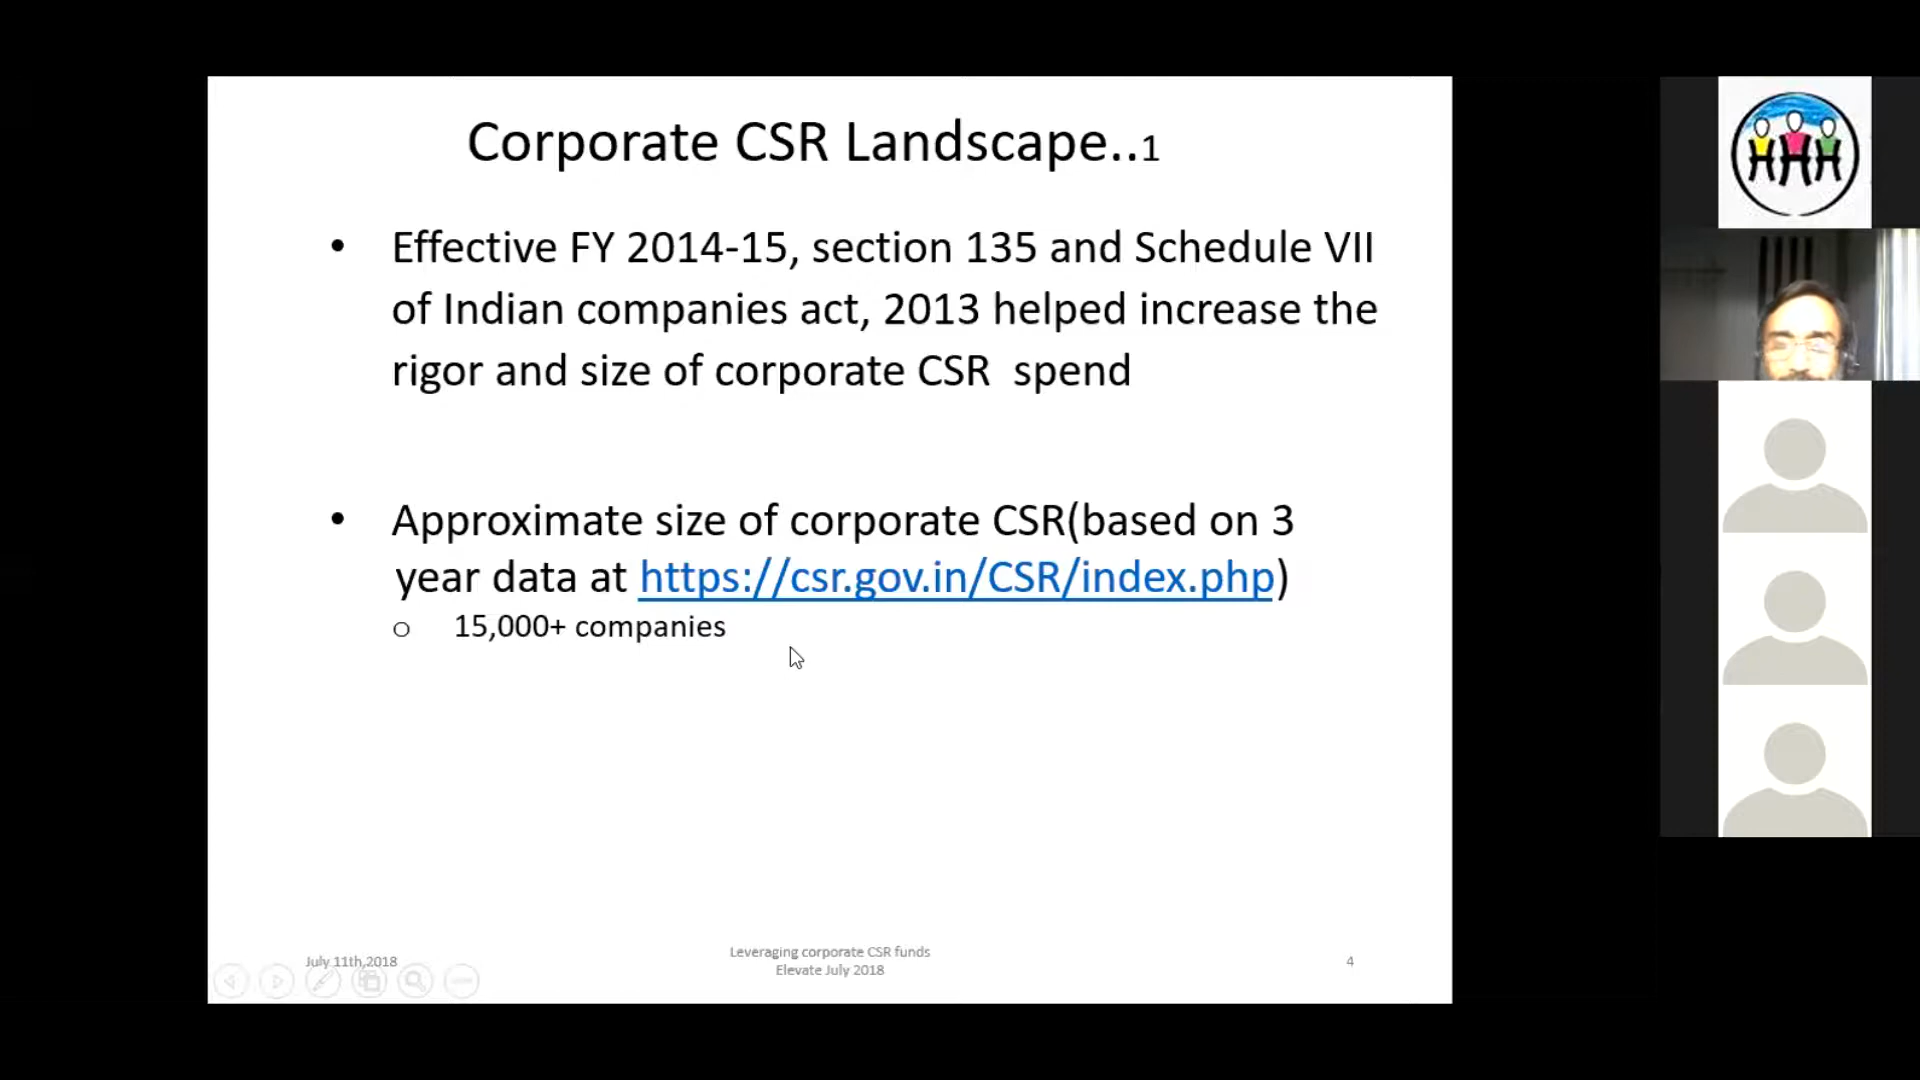 Corporate CSR Landscape..1
• Effective FY 2014-15, section 135 and Schedule VII
of Indian companies act, 2013 helped increase the
rigor and size of corporate CSR  spend
• Approximate size of corporate CSR(based on 3
year data at https://csr.gov.in/CSR/index.php)
o 15,000+ companies
July 11th,2018
Leveraging corporate CSR funds
Elevate July 2018
4